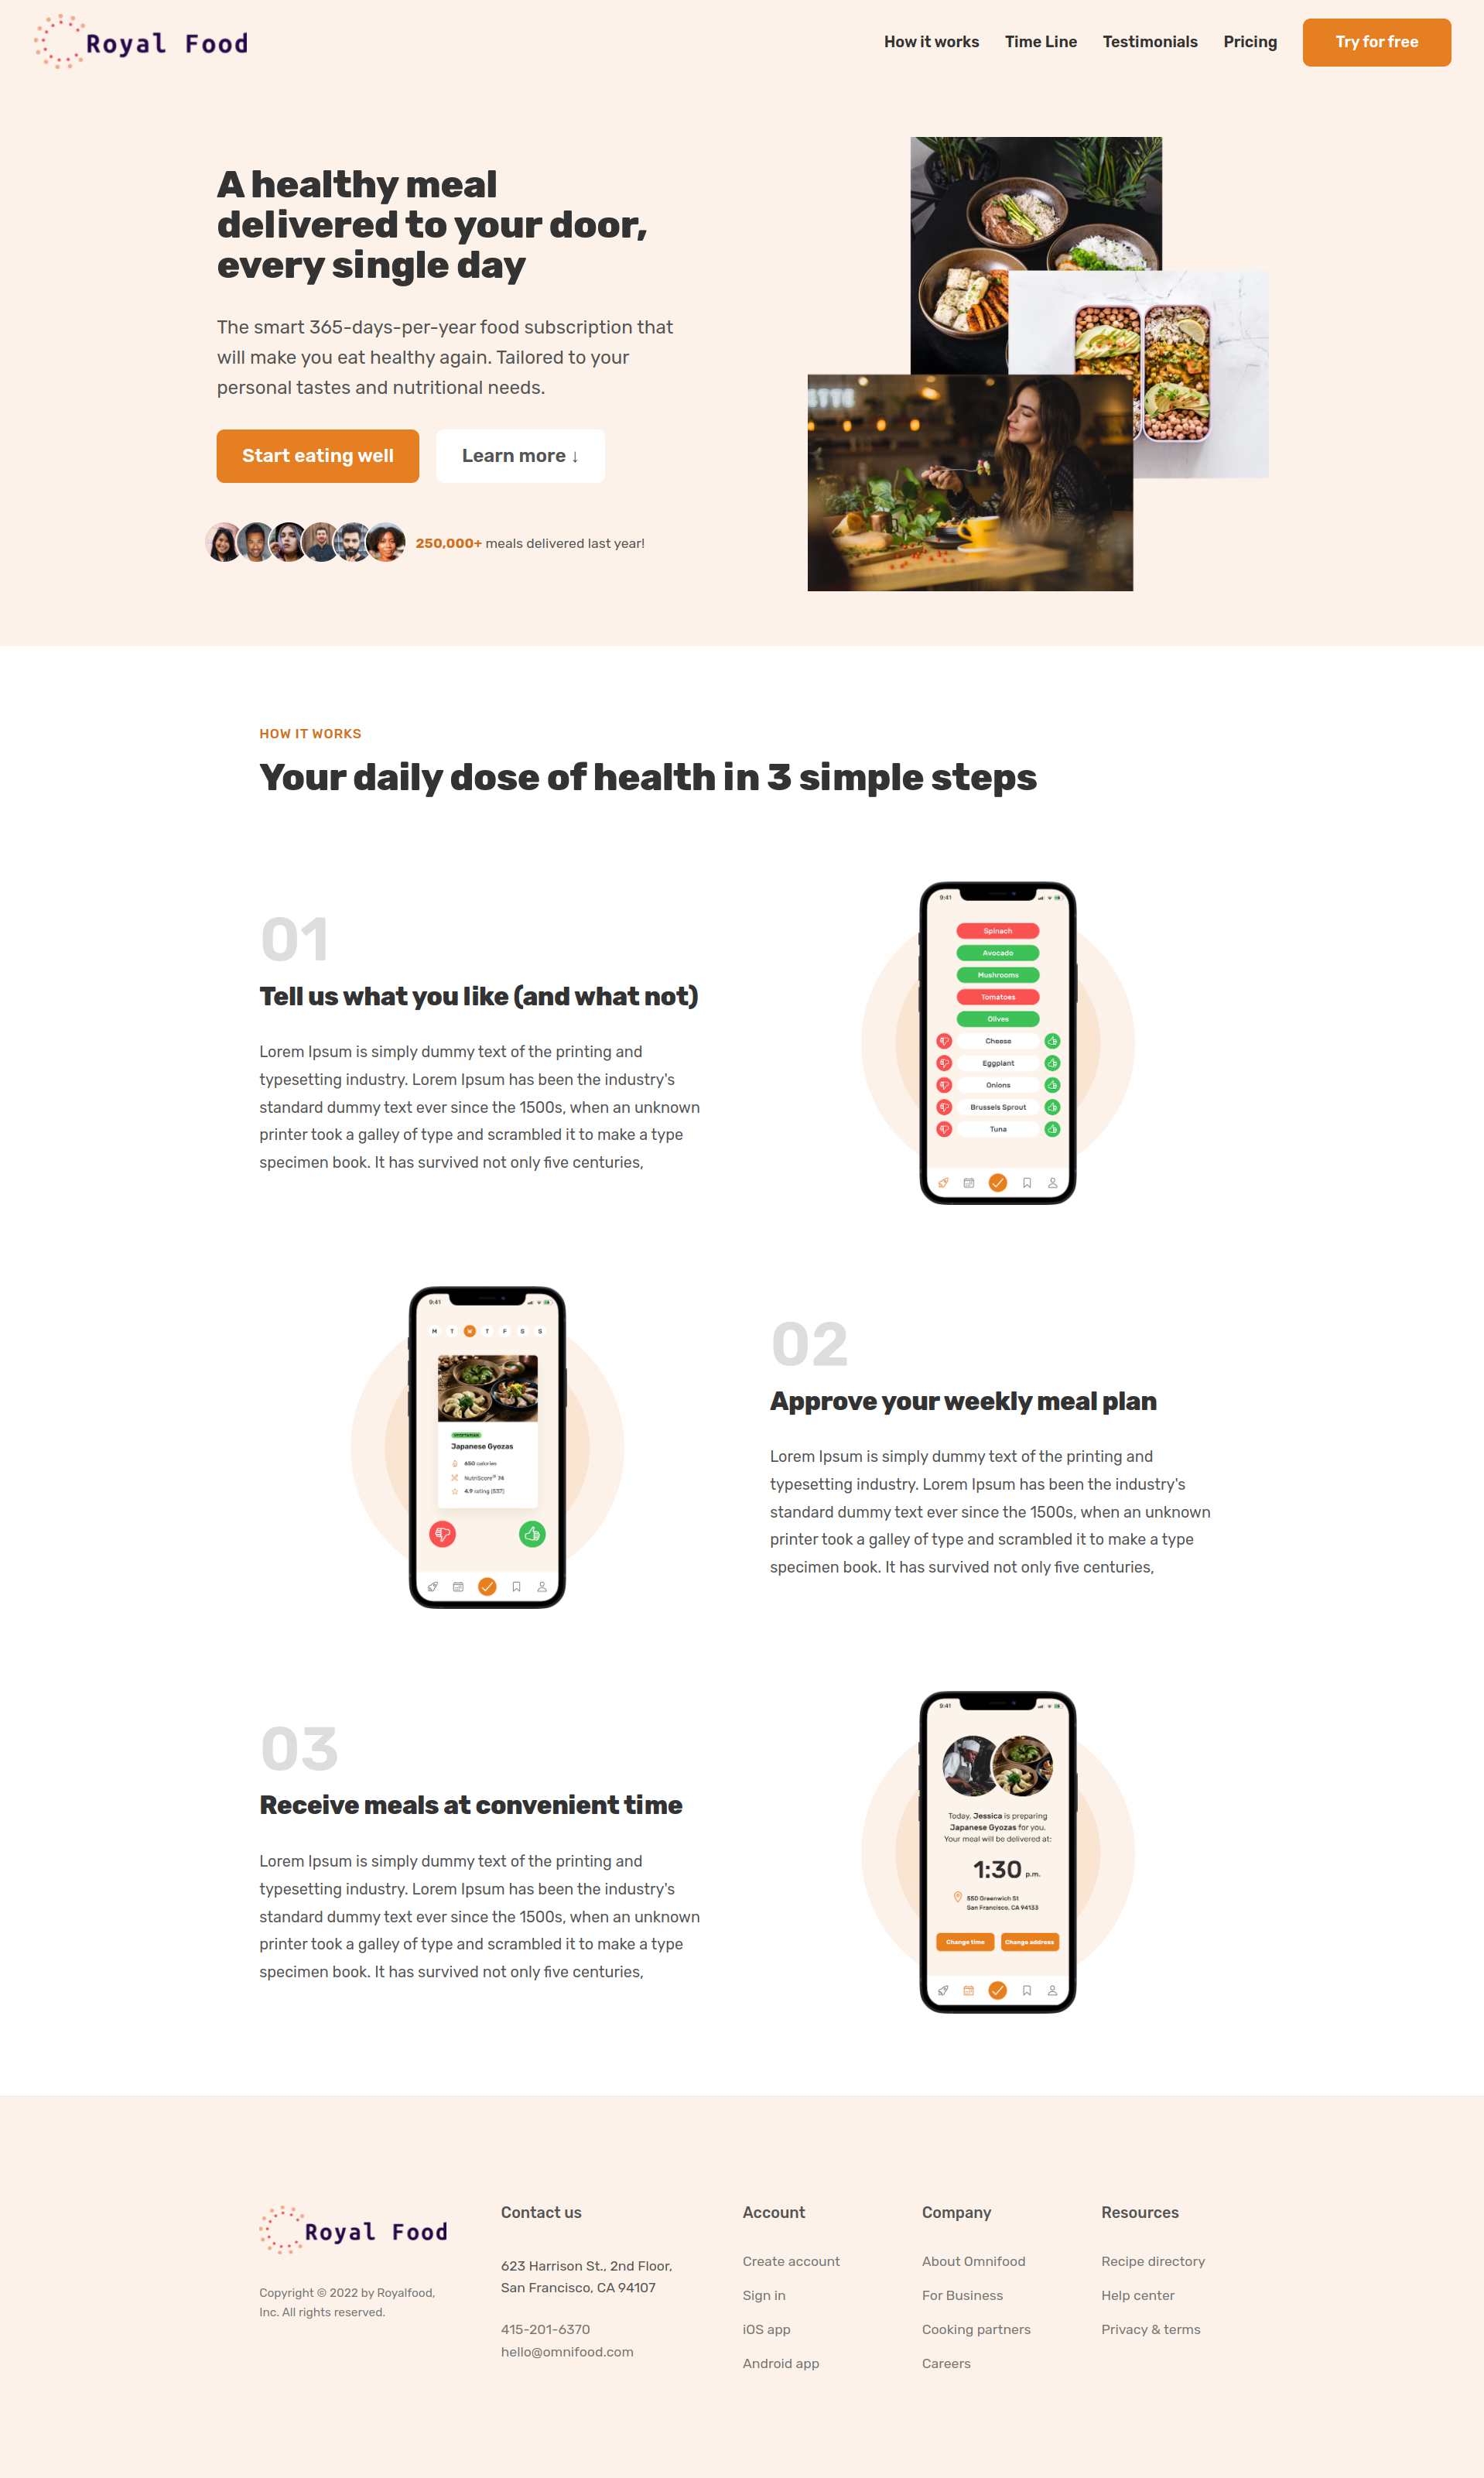 Royal Food
How it works
Time Line
Testimonials
Pricing
Try for free
A healthy meal
delivered to your door,
every single day
The smart 365-days-per-year food subscription that
will make you eat healthy again. Tailored to your
personal tastes and nutritional needs.
Start eating well
Learn more ↓
250,000+ meals delivered last year!
HOW IT WORKS
Your daily dose of health in 3 simple steps
01
Tell us what you like (and what not)
Lorem Ipsum is simply dummy text of the printing and
typesetting industry. Lorem Ipsum has been the industry's
standard dummy text ever since the 1500s, when an unknown
printer took a galley of type and scrambled it to make a type
specimen book. It has survived not only five centuries,
9:41
Spinach
Avocado
Mushrooms
Tomatoes
Olives
Cheese
Eggplant
Onions
Brussels Sprout
Tuna
9:41
M T W T F S S
VEGETARIAN
Japanese Gyozas
650 calories
NutriScore® 74
4.9 rating (537)
02
Approve your weekly meal plan
Lorem Ipsum is simply dummy text of the printing and
typesetting industry. Lorem Ipsum has been the industry's
standard dummy text ever since the 1500s, when an unknown
printer took a galley of type and scrambled it to make a type
specimen book. It has survived not only five centuries,
03
Receive meals at convenient time
Lorem Ipsum is simply dummy text of the printing and
typesetting industry. Lorem Ipsum has been the industry's
standard dummy text ever since the 1500s, when an unknown
printer took a galley of type and scrambled it to make a type
specimen book. It has survived not only five centuries,
9:41
Today, Jessica is preparing
Japanese Gyozas for you.
Your meal will be delivered at:
1:30 p.m.
550 Greenwich St
San Francisco, CA 94133
Change time
Change address
Royal Food
Copyright © 2022 by Royalfood,
Inc. All rights reserved.
Contact us
623 Harrison St., 2nd Floor,
San Francisco, CA 94107
415-201-6370
hello@omnifood.com
Account
Create account
Sign in
iOS app
Android app
Company
About Omnifood
For Business
Cooking partners
Careers
Resources
Recipe directory
Help center
Privacy & terms